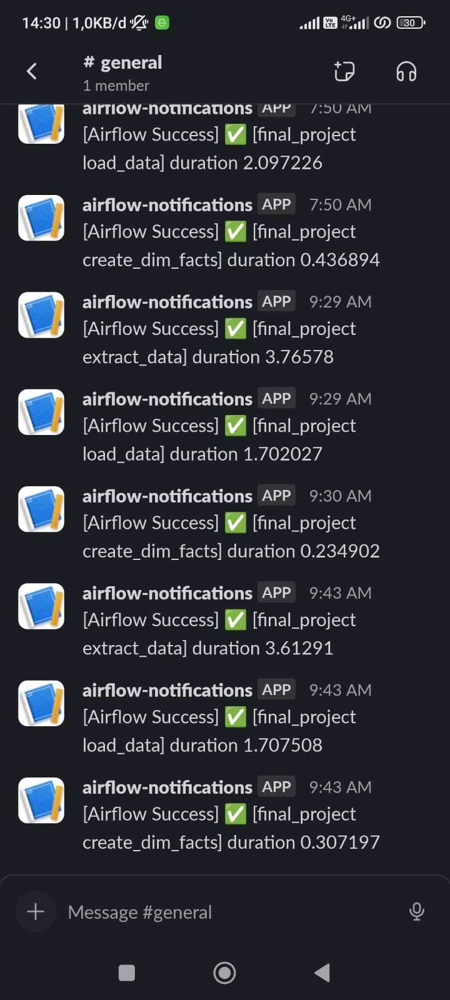 14:30 | 1,0KB/d Vo LTE 4G+ 30
# general
1 member
airflow-notifications APP 7:50 AM
[Airflow Success] ✅ [final_project
load_data] duration 2.097226
airflow-notifications APP 7:50 AM
[Airflow Success] ✅ [final_project
create_dim_facts] duration 0.436894
airflow-notifications APP 9:29 AM
[Airflow Success] ✅ [final_project
extract_data] duration 3.76578
airflow-notifications APP 9:29 AM
[Airflow Success] ✅ [final_project
load_data] duration 1.702027
airflow-notifications APP 9:30 AM
[Airflow Success] ✅ [final_project
create_dim_facts] duration 0.234902
airflow-notifications APP 9:43 AM
[Airflow Success] ✅ [final_project
extract_data] duration 3.61291
airflow-notifications APP 9:43 AM
[Airflow Success] ✅ [final_project
load_data] duration 1.707508
airflow-notifications APP 9:43 AM
[Airflow Success] ✅ [final_project
create_dim_facts] duration 0.307197
Message #general